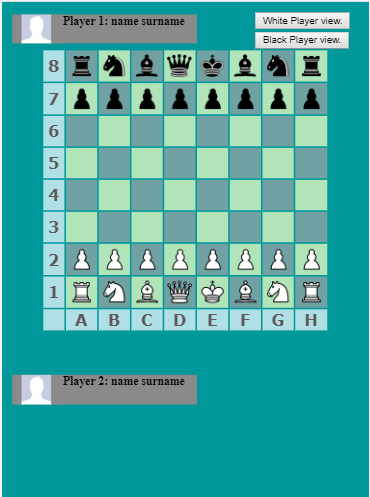 Player 1: name surname
White Player view.
Black Player view.
8
7
6
5
4
3
2
1
A B C D E F G H
Player 2: name surname